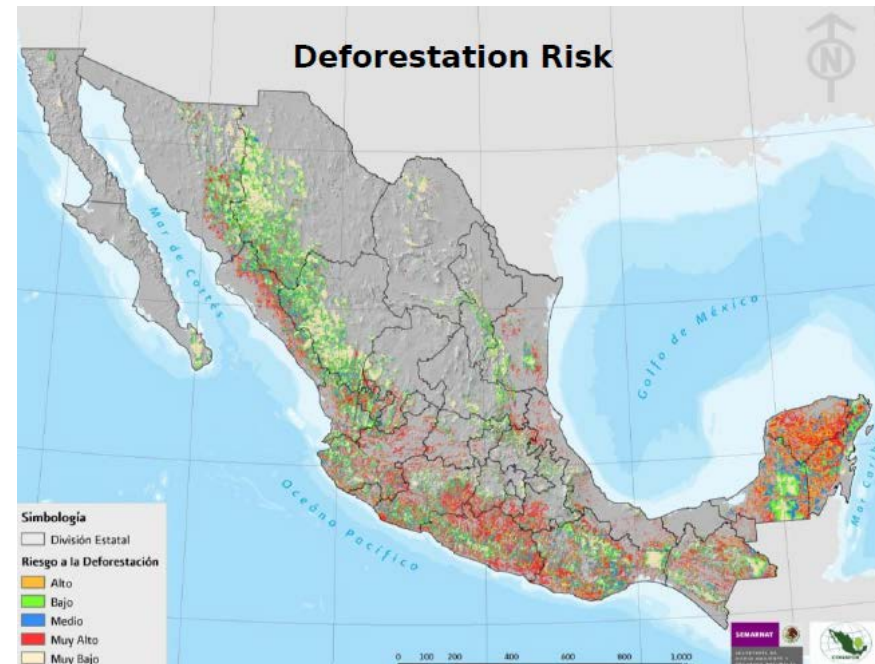 Deforestation Risk
N
Mar de Cortés
Golfo de México
Océano Pacífico
Mar Carib
Simbología
División Estatal
Riesgo a la Deforestación
Alto
Bajo
Medio
Muy Alto
Muy Bajo
0 100 200 400 600 800 1,000
SEMARNAT